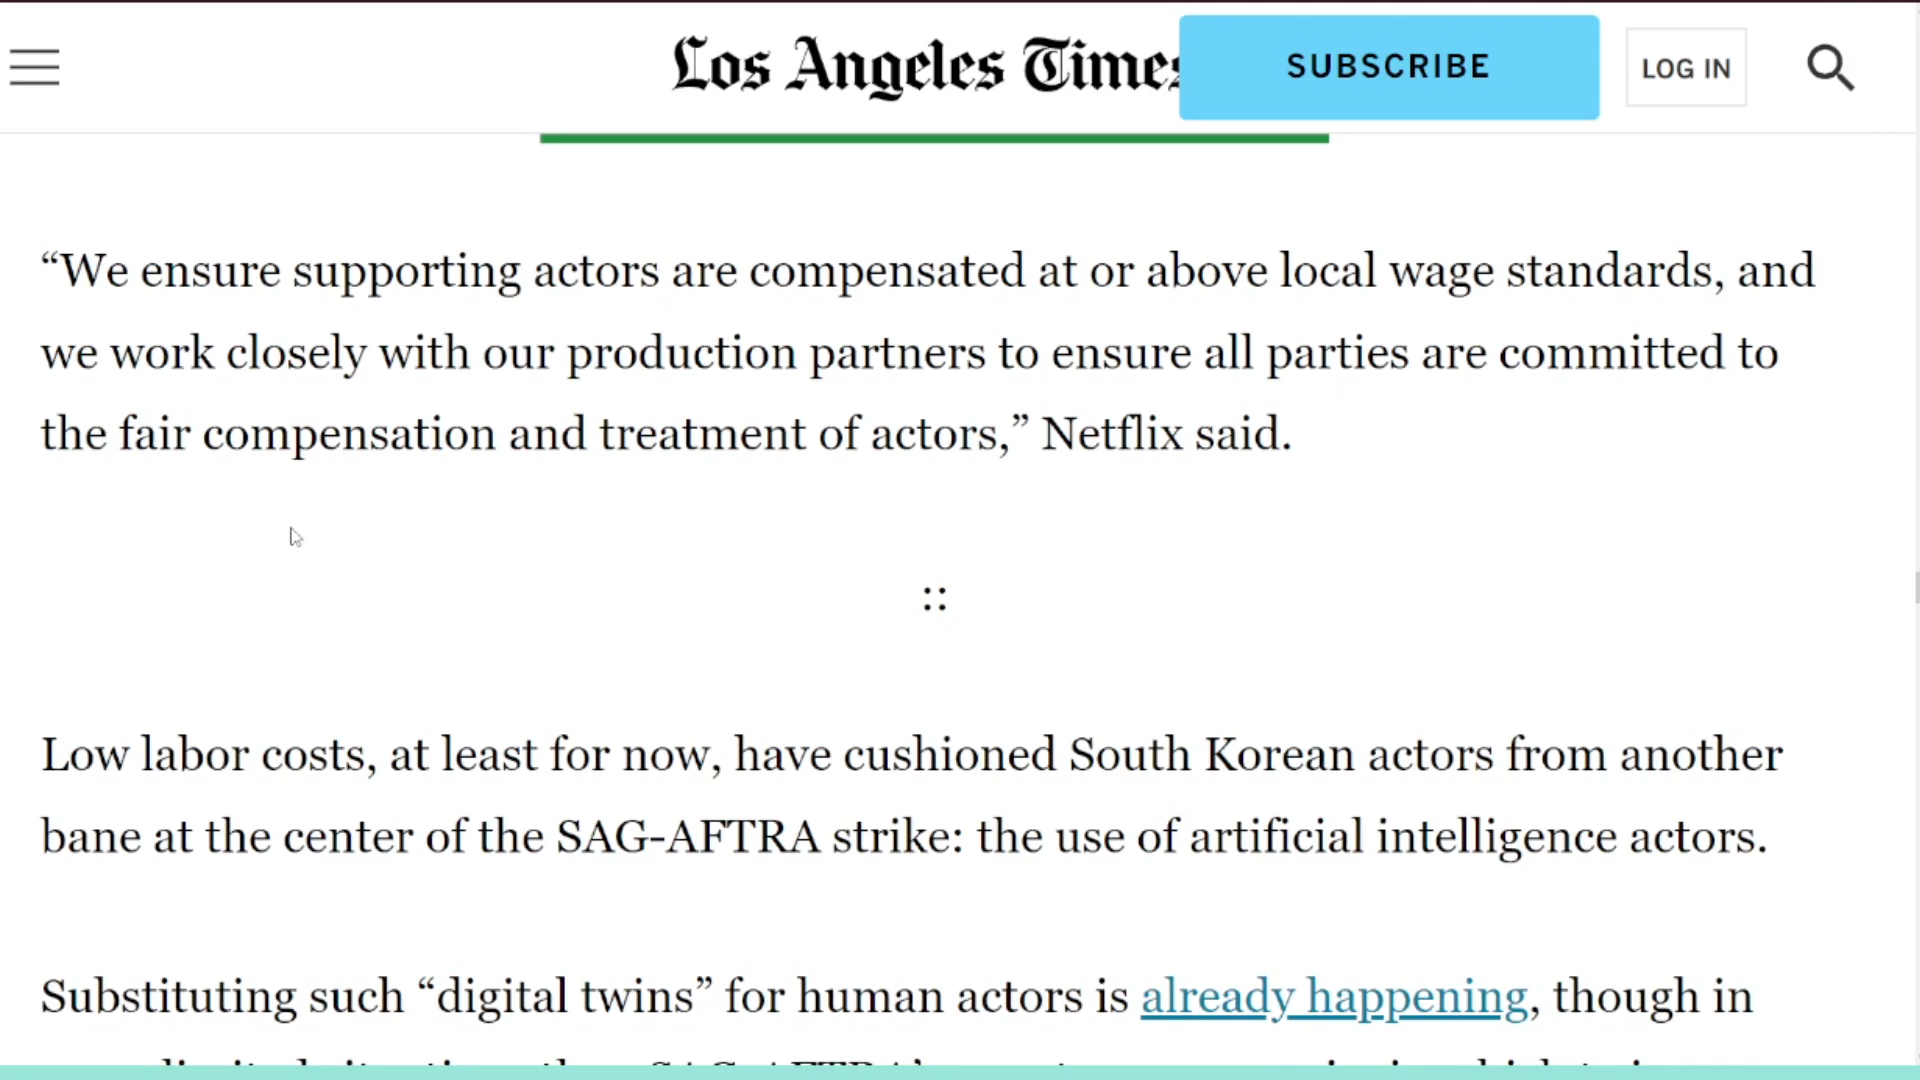 Los Angeles Times
SUBSCRIBE
LOG IN
“We ensure supporting actors are compensated at or above local wage standards, and
we work closely with our production partners to ensure all parties are committed to
the fair compensation and treatment of actors,” Netflix said.
::
Low labor costs, at least for now, have cushioned South Korean actors from another
bane at the center of the SAG-AFTRA strike: the use of artificial intelligence actors.
Substituting such “digital twins” for human actors is already happening, though in